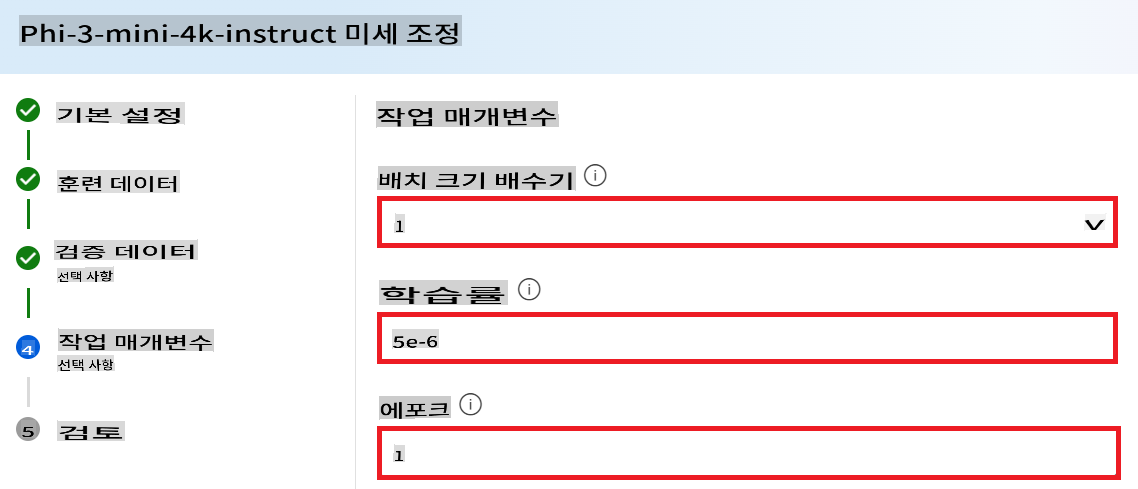 Phi-3-mini-4k-instruct 미세 조정
기본 설정
훈련 데이터
검증 데이터
선택 사항
4
작업 매개변수
선택 사항
5
검토
작업 매개변수
배치 크기 배수기
1
학습률
5e-6
에포크
1